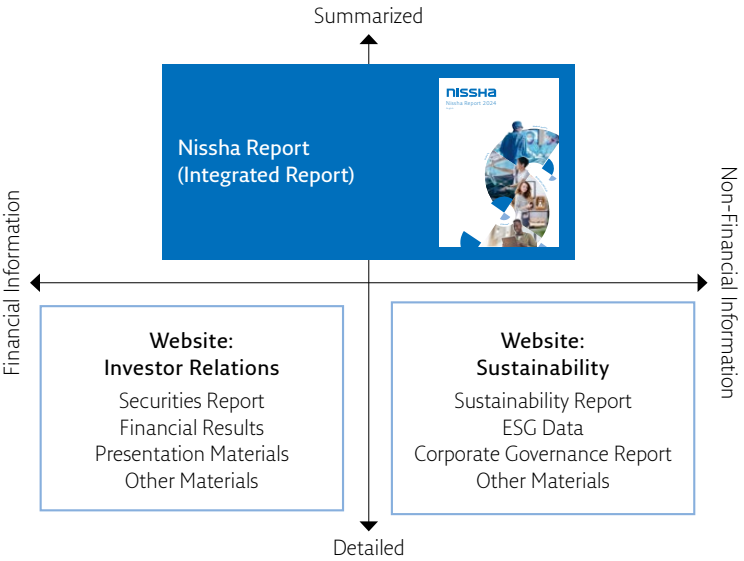 Summarized
nissha
Nissha Report 2024
Nissha Report
(Integrated Report)
Financial Information
Non-Financial Information
Website:
Investor Relations
Securities Report
Financial Results
Presentation Materials
Other Materials
Website:
Sustainability
Sustainability Report
ESG Data
Corporate Governance Report
Other Materials
Detailed